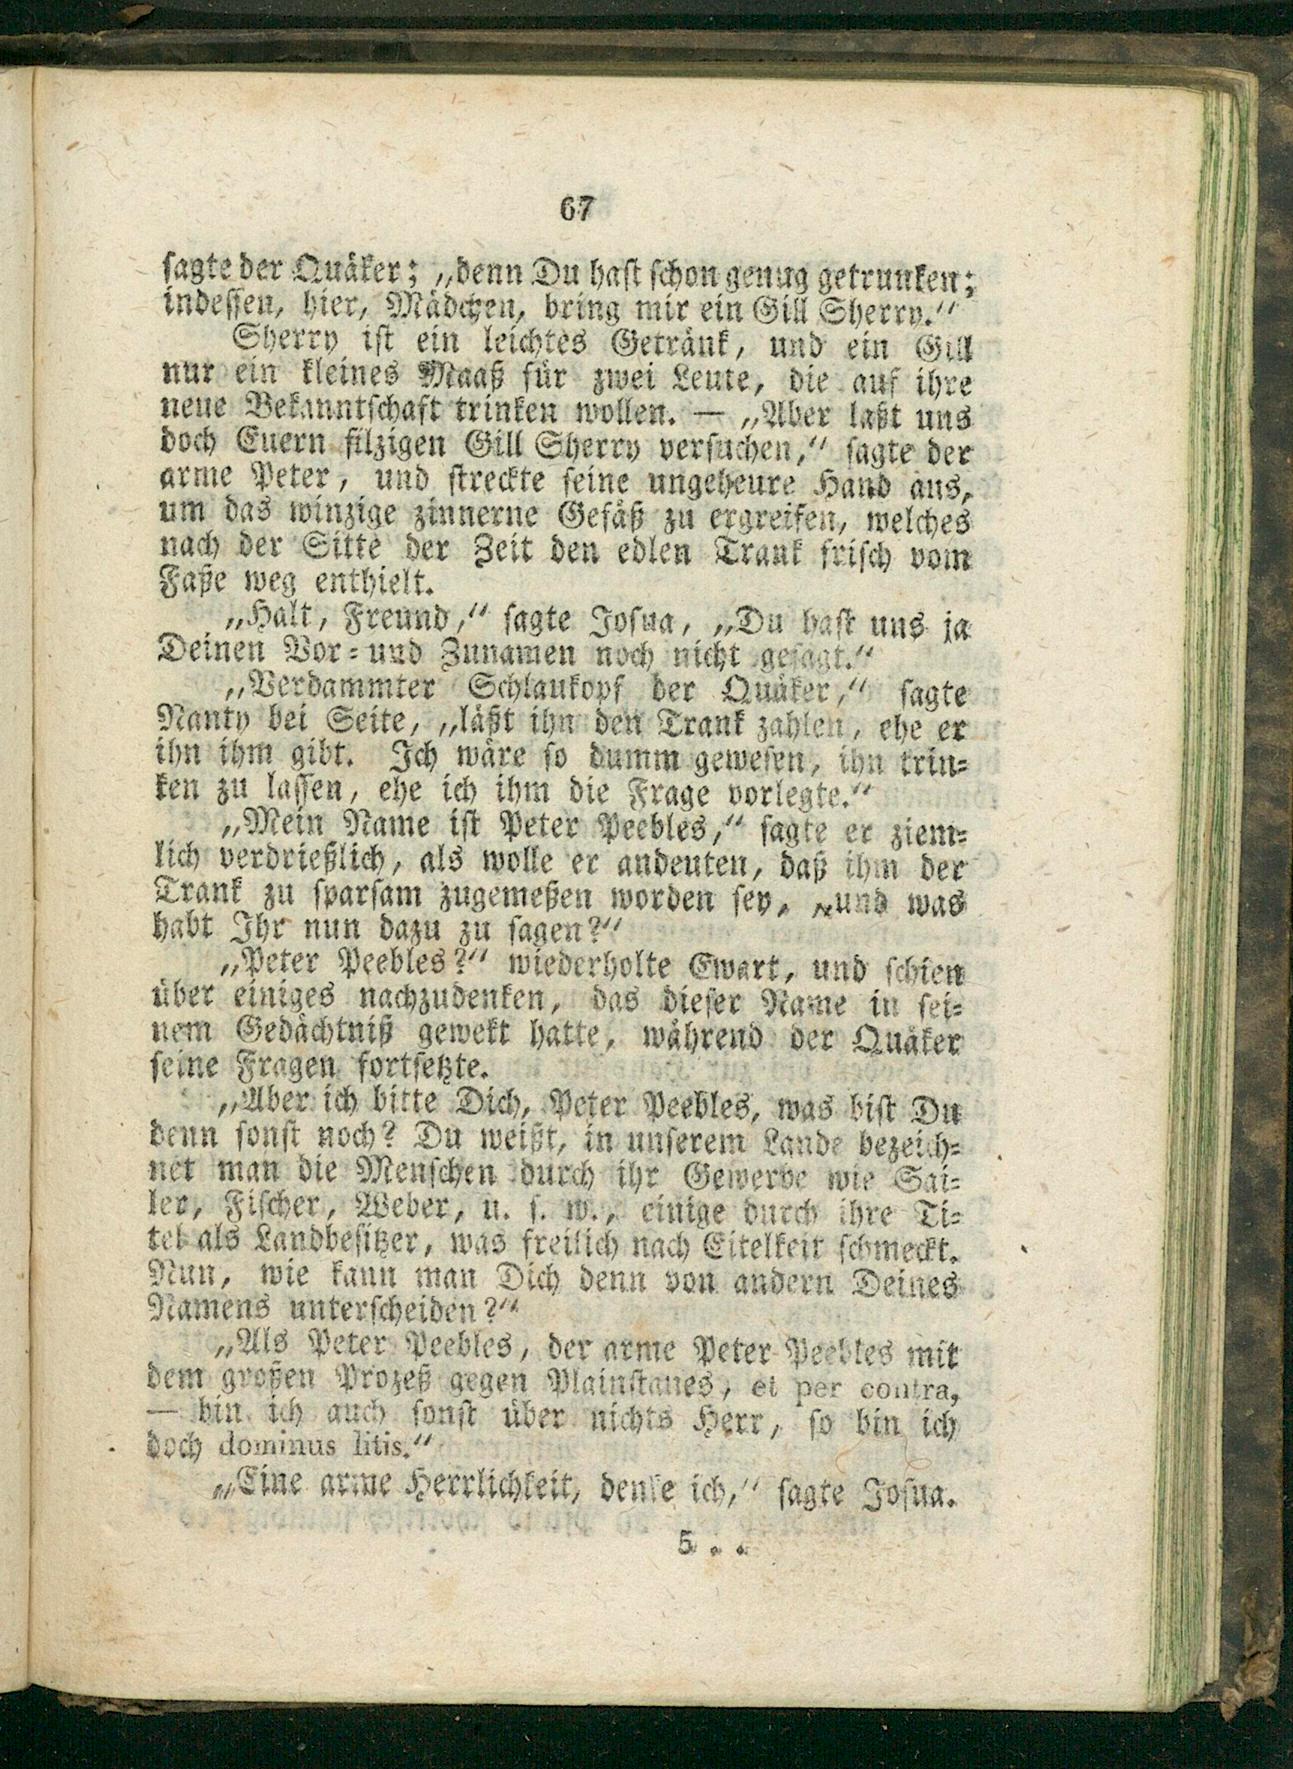 67
sagte der Quäker; „denn Du hast schon genug getrunken;
indessen, hier, Mädchen, bring mir ein Gill Sherry.“
Sherry ist ein leichtes Getränk, und ein Gill
nur ein kleines Maaß für zwei Leute, die auf ihre
neue Bekanntschaft trinken wollen. — „Aber laßt uns
doch Euern filzigen Gill Sherry versuchen,“ sagte der
arme Peter, und streckte seine ungeheure Hand aus,
um das winzige zinnerne Gefäß zu ergreifen, welches
nach der Sitte der Zeit den edlen Trank frisch vom
Faße weg enthielt.
„Halt, Freund,“ sagte Josua, „Du hast uns ja
Deinen Vor- und Zunamen noch nicht gesagt.“
„Verdammter Schlaukopf der Quäker,“ sagte
Nanty bei Seite, „läßt ihn den Trank zahlen, ehe er
ihn ihm gibt. Ich wäre so dumm gewesen, ihn trin-
ken zu lassen, ehe ich ihm die Frage vorlegte.“
„Mein Name ist Peter Peebles,“ sagte er ziem-
lich verdrießlich, als wolle er andeuten, daß ihm der
Trank zu sparsam zugemeßen worden sey, „und was
habt Ihr nun dazu zu sagen?“
„Peter Peebles?“ wiederholte Ewart, und schien
über einiges nachzudenken, das dieser Name in sei-
nem Gedächtniß gewekt hatte, während der Quäker
seine Fragen fortsetzte.
„Aber ich bitte Dich, Peter Peebles, was bist Du
denn sonst noch? Du weißt, in unserem Lande bezeich-
net man die Menschen durch ihr Gewerbe wie Sai-
ler, Fischer, Weber, u. s. w., einige durch ihre Ti-
tel als Landbesitzer, was freilich nach Eitelkeit schmeckt.
Nun, wie kann man Dich denn von andern Deines
Namens unterscheiden?“
„Als Peter Peebles, der arme Peter Peebles mit
dem großen Prozeß gegen Plainstanes, et per contra,
— bin ich auch sonst über nichts Herr, so bin ich
doch dominus litis.“
„Eine arme Herrlichkeit, denke ich,“ sagte Josua.
5 . .